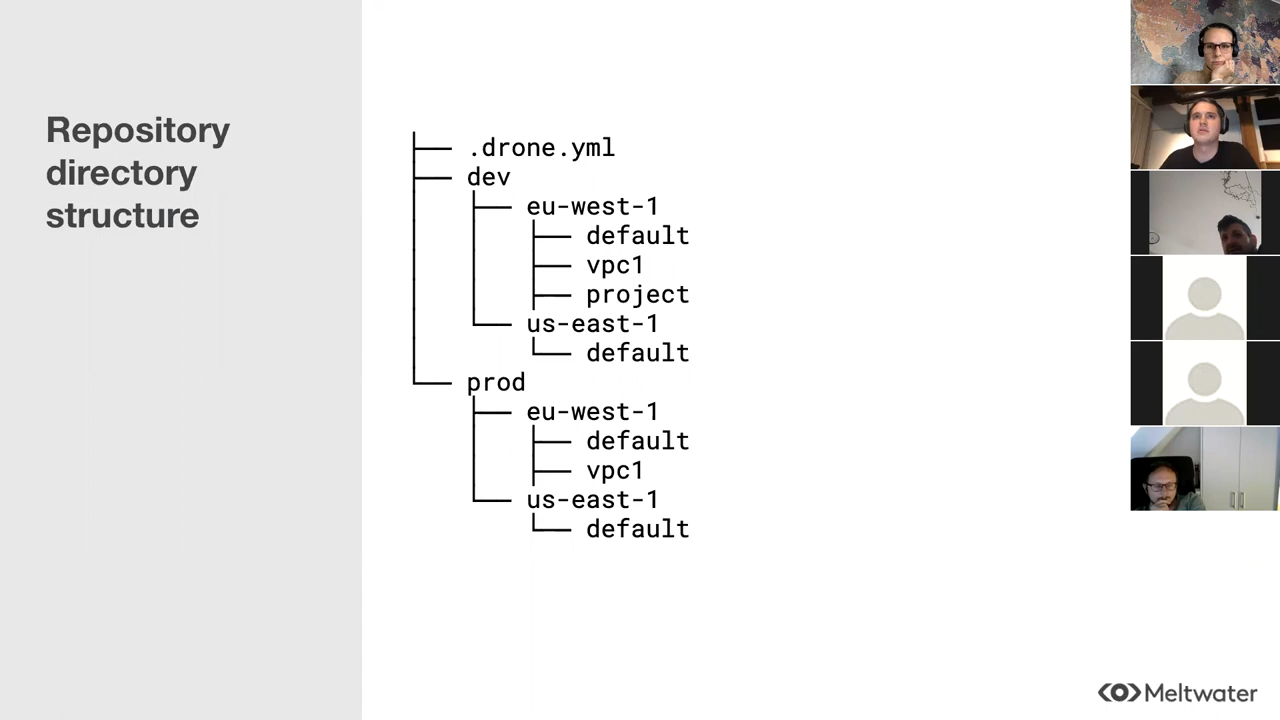 Repository
directory
structure
├── .drone.yml
├── dev
│   ├── eu-west-1
│   │   ├── default
│   │   ├── vpc1
│   │   ├── project
│   └── us-east-1
│       └── default
└── prod
    ├── eu-west-1
    │   ├── default
    │   ├── vpc1
    └── us-east-1
        └── default
Meltwater